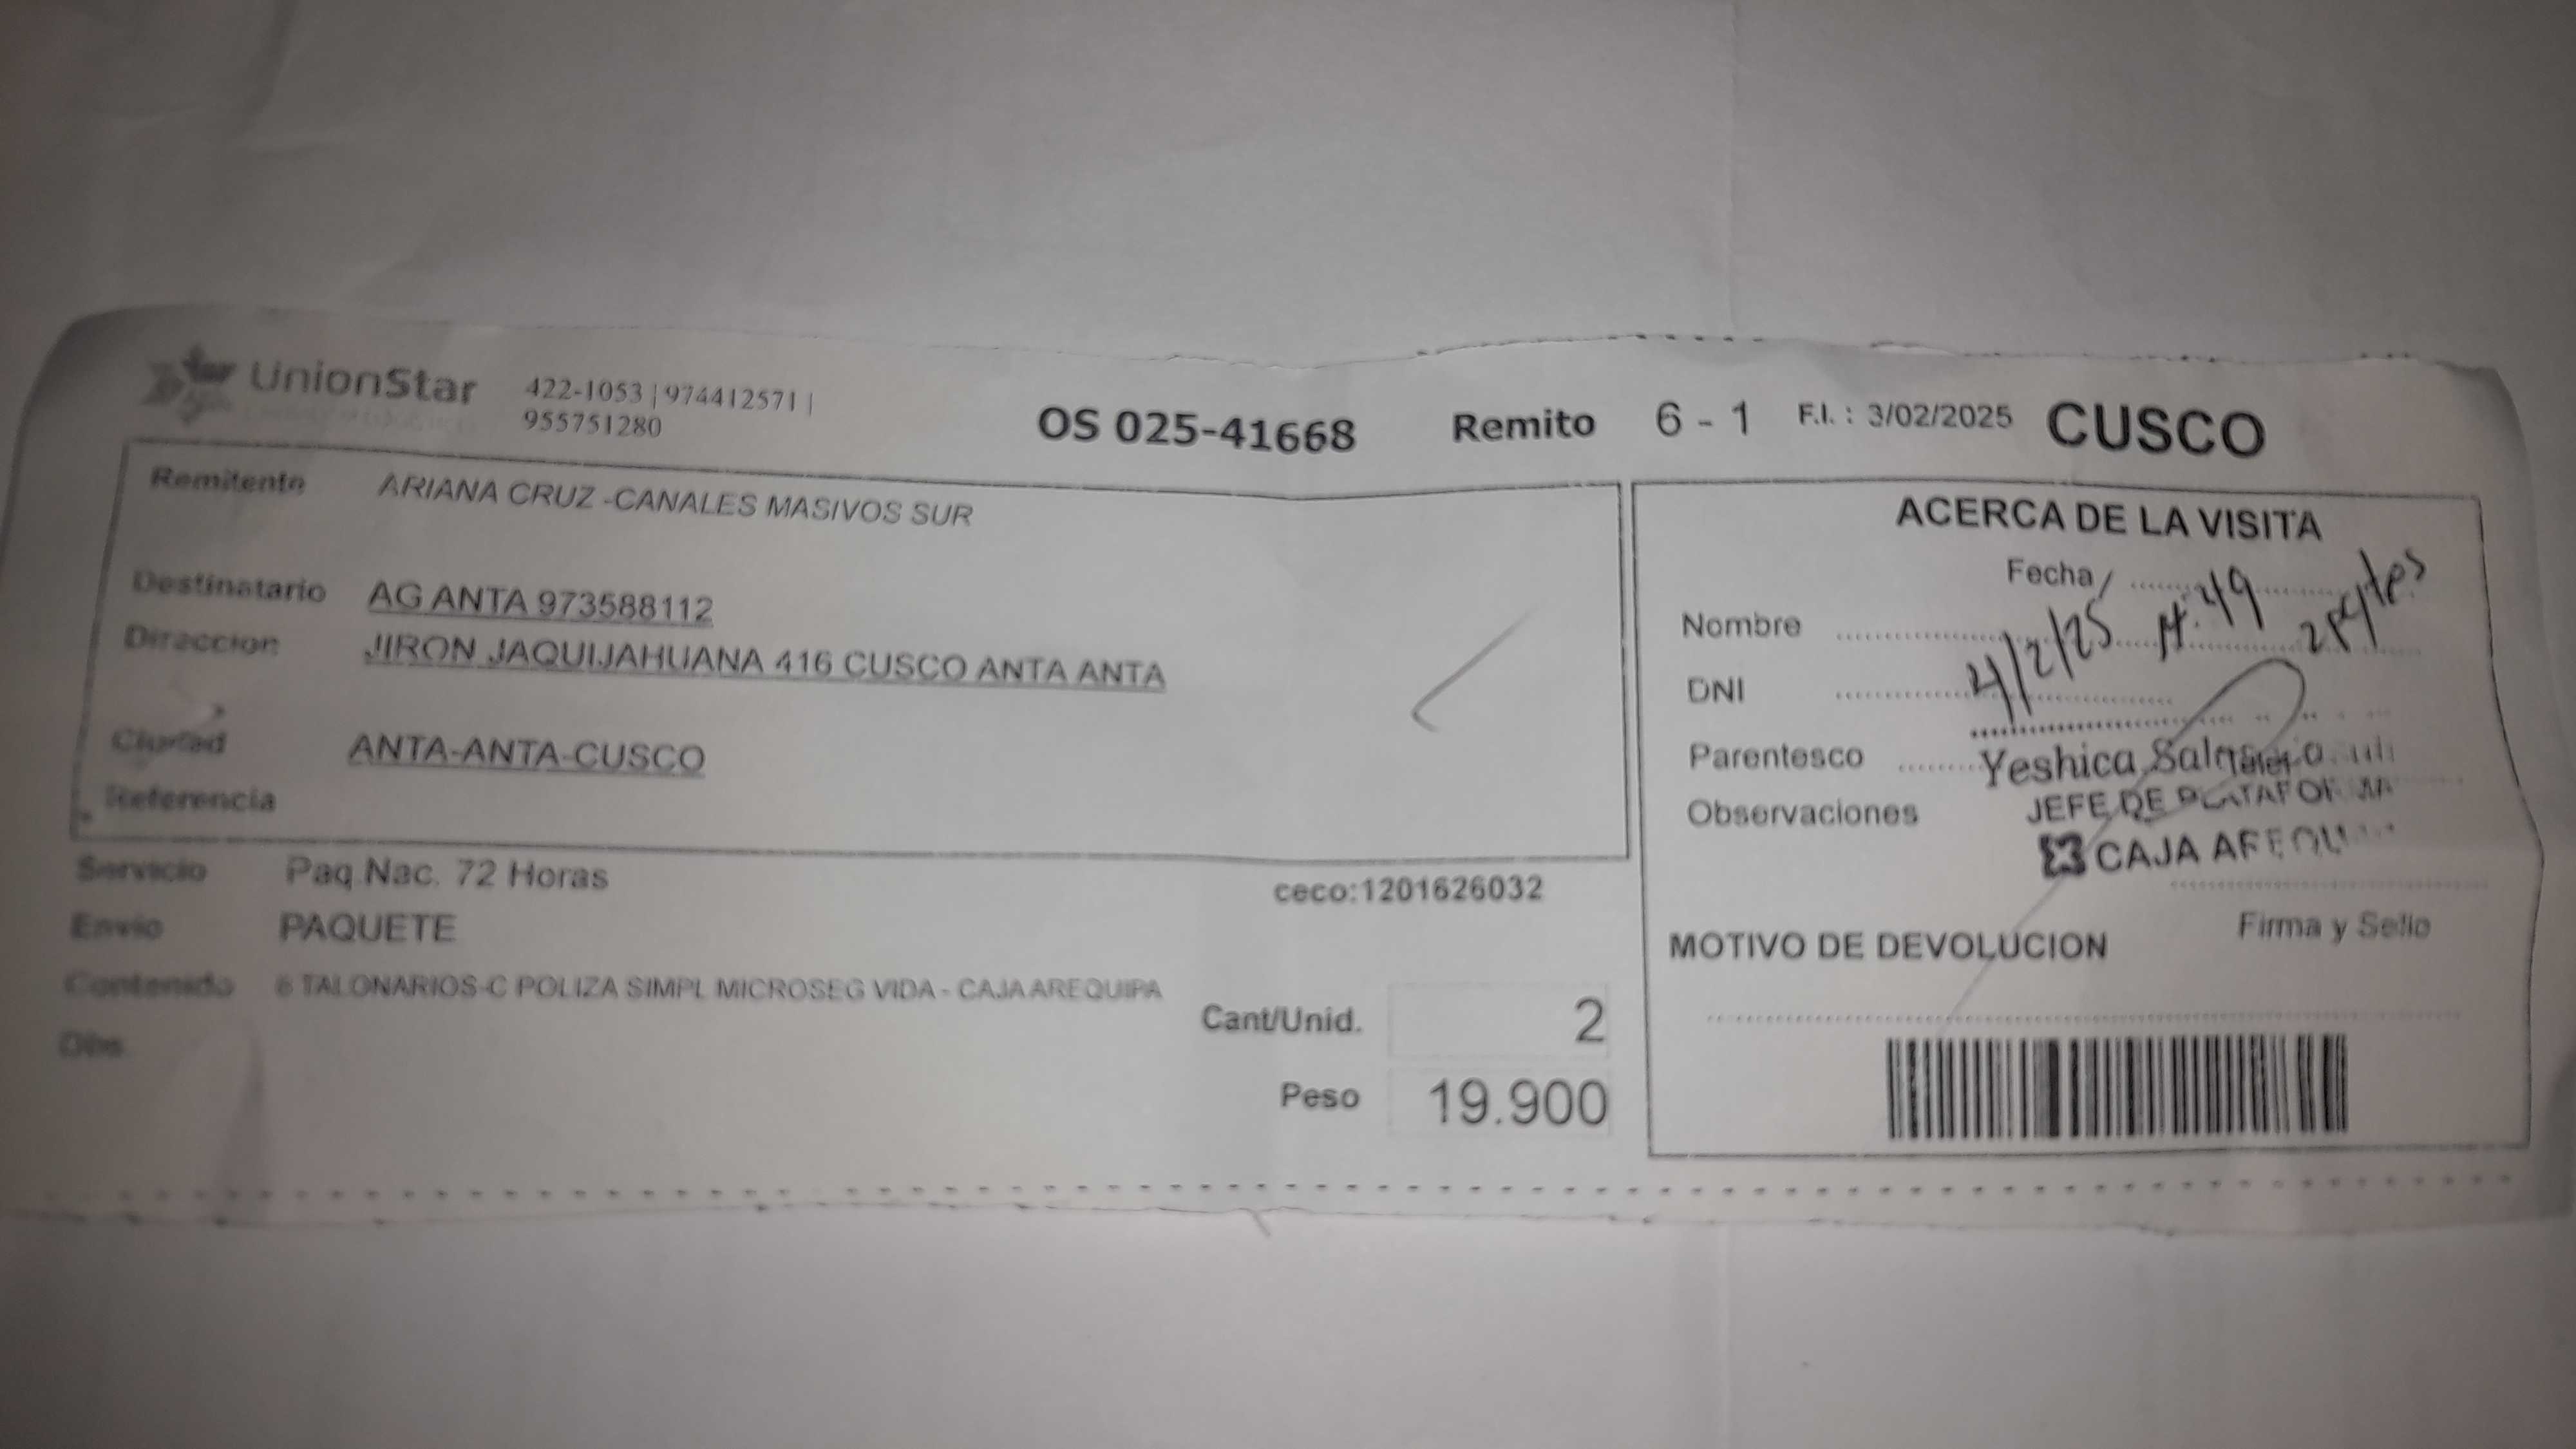 UnionStar 422-1053 | 974412571 |
955751280
OS 025-41668 Remito 6 - 1 F.I. : 3/02/2025 CUSCO
Remitente ARIANA CRUZ -CANALES MASIVOS SUR
Destinatario AG ANTA 973588112
Direccion JIRON JAQUIJAHUANA 416 CUSCO ANTA ANTA
Ciudad ANTA-ANTA-CUSCO
Referencia
Servicio Paq.Nac. 72 Horas
ceco:1201626032
Envio PAQUETE
Contenido 6 TALONARIOS-C POLIZA SIMPL MICROSEG VIDA - CAJA AREQUIPA
Obs
Cant/Unid. 2
Peso 19.900
ACERCA DE LA VISITA
Fecha
Nombre
4/2/25
DNI
Parentesco Yeshica
Observaciones JEFE DE PLATAFORMA
CAJA AREQU
Firma y Sello
MOTIVO DE DEVOLUCION